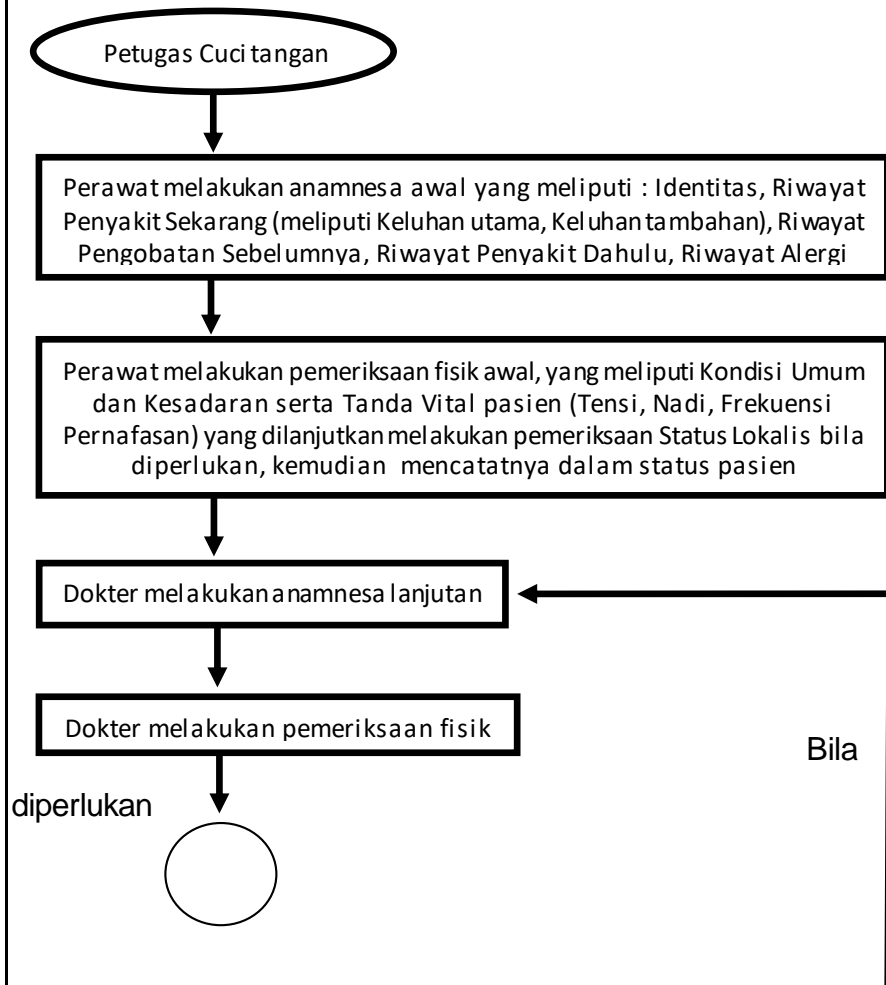 Petugas Cuci tangan
Perawat melakukan anamnesa awal yang meliputi : Identitas, Riwayat
Penyakit Sekarang (meliputi Keluhan utama, Keluhan tambahan), Riwayat
Pengobatan Sebelumnya, Riwayat Penyakit Dahulu, Riwayat Alergi
Perawat melakukan pemeriksaan fisik awal, yang meliputi Kondisi Umum
dan Kesadaran serta Tanda Vital pasien (Tensi, Nadi, Frekuensi
Pernafasan) yang dilanjutkan melakukan pemeriksaan Status Lokalis bila
diperlukan, kemudian mencatatnya dalam status pasien
Dokter melakukan anamnesa lanjutan
Dokter melakukan pemeriksaan fisik
Bila
diperlukan